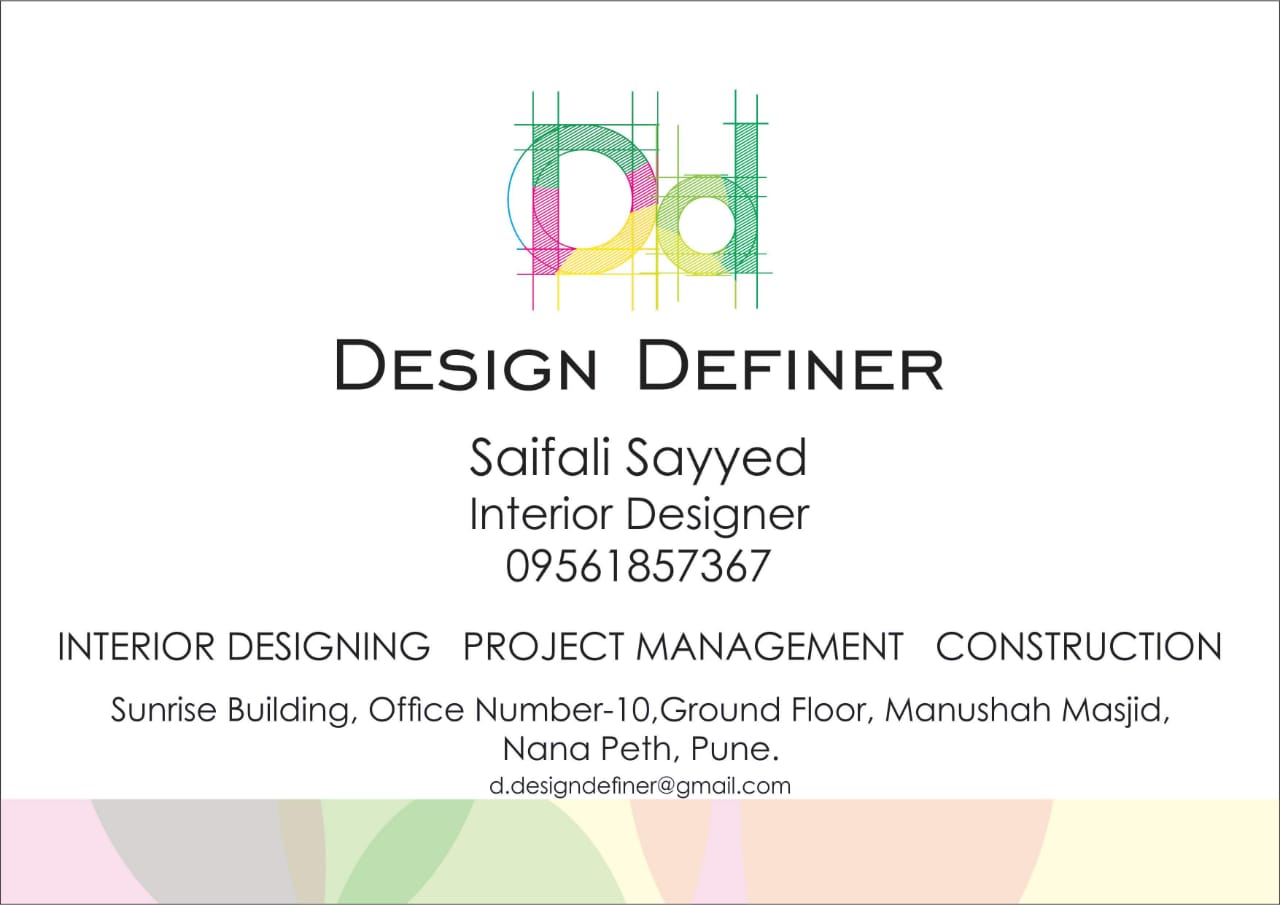 Dd
DESIGN DEFINER
Saifali Sayyed
Interior Designer
09561857367
INTERIOR DESIGNING PROJECT MANAGEMENT CONSTRUCTION
Sunrise Building, Office Number-10,Ground Floor, Manushah Masjid,
Nana Peth, Pune.
d.designdefiner@gmail.com